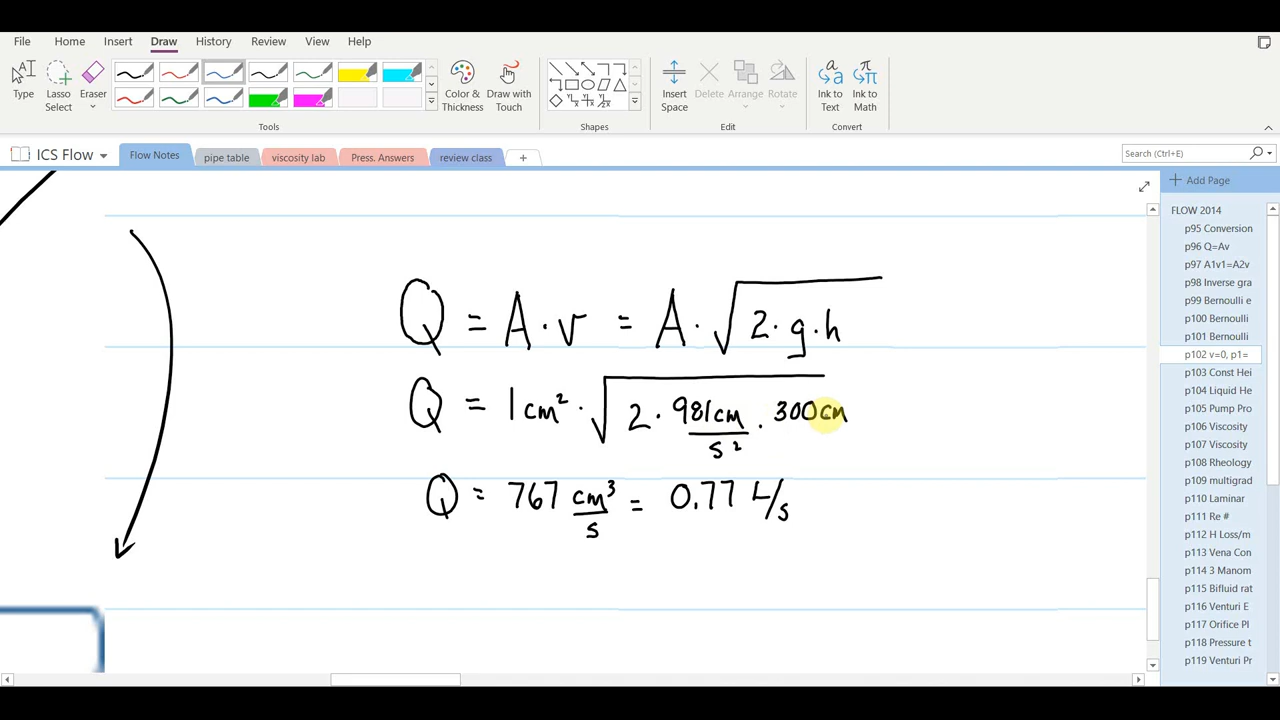 File Home Insert Draw History Review View Help
Type Lasso Select Eraser Color & Thickness Draw with Touch Insert Space Delete Arrange Rotate Ink to Text Ink to Math
Tools Shapes Edit Convert
ICS Flow Flow Notes pipe table viscosity lab Press. Answers review class + Search (Ctrl+E)
Add Page
FLOW 2014
p95 Conversion
p96 Q=Av
p97 A1v1=A2v
p98 Inverse gra
p99 Bernoulli e
p100 Bernoulli
p101 Bernoulli
p102 v=0, p1=
p103 Const Hei
p104 Liquid He
p105 Pump Pro
p106 Viscosity
p107 Viscosity
p108 Rheology
p109 multigrad
p110 Laminar
p111 Re #
p112 H Loss/m
p113 Vena Con
p114 3 Manom
p115 Bifluid rat
p116 Venturi E
p117 Orifice Pl
p118 Pressure t
p119 Venturi Pr
Q = A · v = A · √2 · g · h
Q = 1 cm² · √2 · 981cm/s² · 300cm
Q = 767 cm³/s = 0.77 L/s